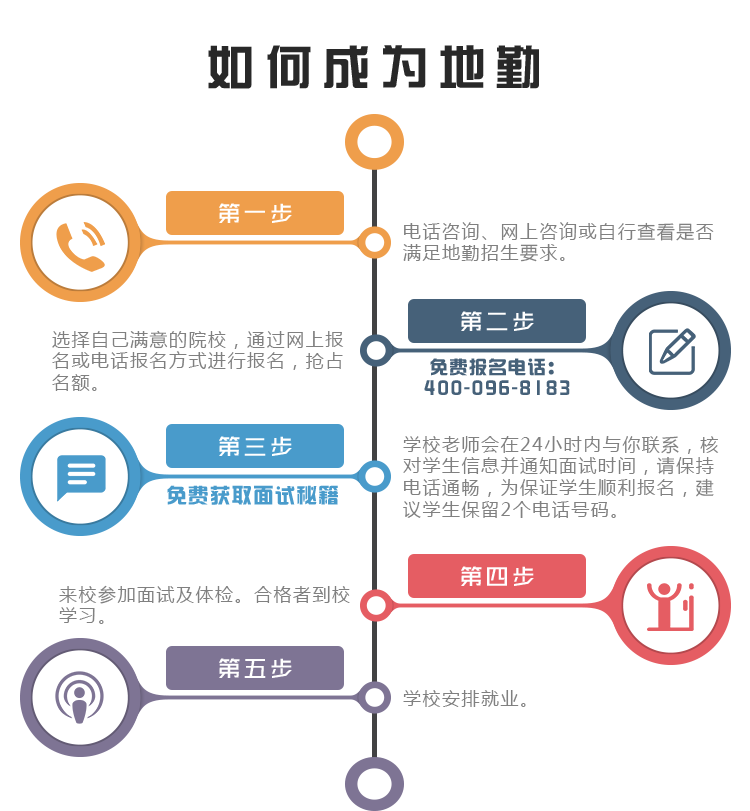 如何成为地勤
第一步
电话咨询、网上咨询或自行查看是否
满足地勤招生要求。
第二步
选择自己满意的院校，通过网上报
名或电话报名方式进行报名，抢占
名额。
免费报名电话：
400-096-8183
第三步
免费获取面试秘籍
学校老师会在24小时内与你联系，核
对学生信息并通知面试时间，请保持
电话通畅，为保证学生顺利报名，建
议学生保留2个电话号码。
第四步
来校参加面试及体检。合格者到校
学习。
第五步
学校安排就业。